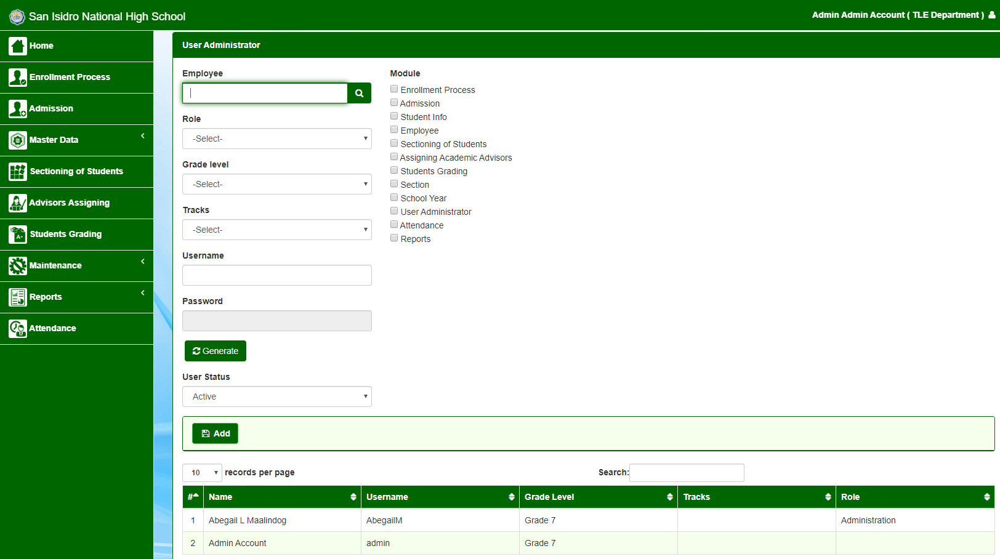 San Isidro National High School
Admin Admin Account ( TLE Department )
Home
Enrollment Process
Admission
Master Data
Sectioning of Students
Advisors Assigning
Students Grading
Maintenance
Reports
Attendance
User Administrator
Employee
Role
-Select-
Grade level
-Select-
Tracks
-Select-
Username
Password
Generate
User Status
Active
Module
Enrollment Process
Admission
Student Info
Employee
Sectioning of Students
Assigning Academic Advisors
Students Grading
Section
School Year
User Administrator
Attendance
Reports
Add
10 records per page
Search:
# Name Username Grade Level Tracks Role
1 Abegail L Maalindog AbegailM Grade 7 Administration
2 Admin Account admin Grade 7